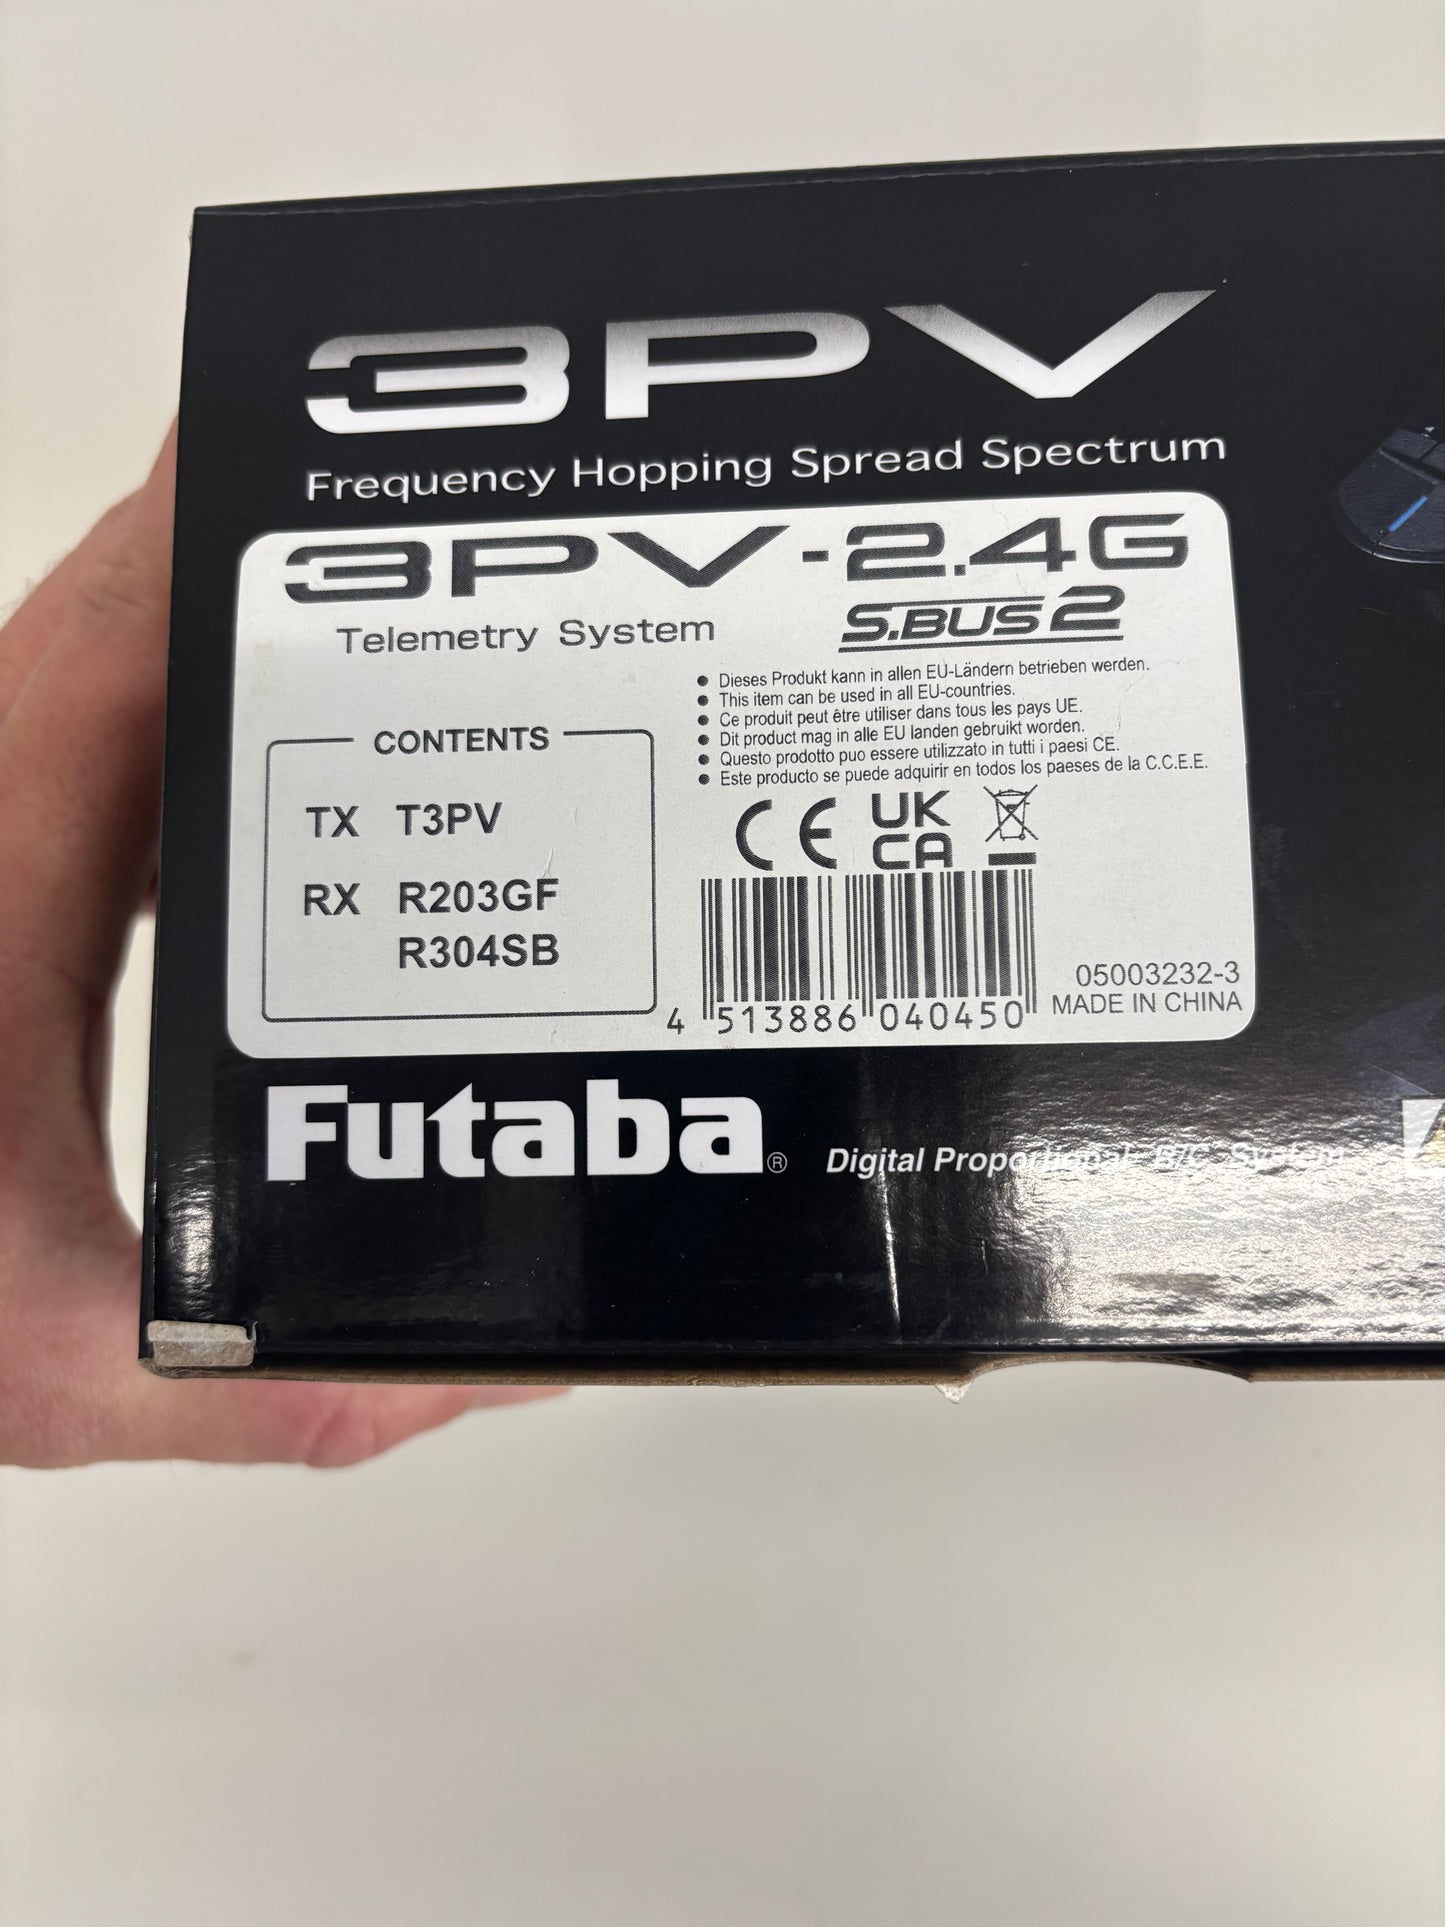 3PV
Frequency Hopping Spread Spectrum
3PV-2.4G
Telemetry System
S.BUS2
CONTENTS
TX T3PV
RX R203GF
R304SB
• Dieses Produkt kann in allen EU-Ländern betrieben werden.
• This item can be used in all EU-countries.
• Ce produit peut être utiliser dans tous les pays UE.
• Dit product mag in alle EU landen gebruikt worden.
• Questo prodotto puo essere utilizzato in tutti i paesi CE.
• Este producto se puede adquirir en todos los paeses de la C.C.E.E.
CE
UK
CA
4 513886 040450
05003232-3
MADE IN CHINA
Futaba®
Digital Proportional R/C System